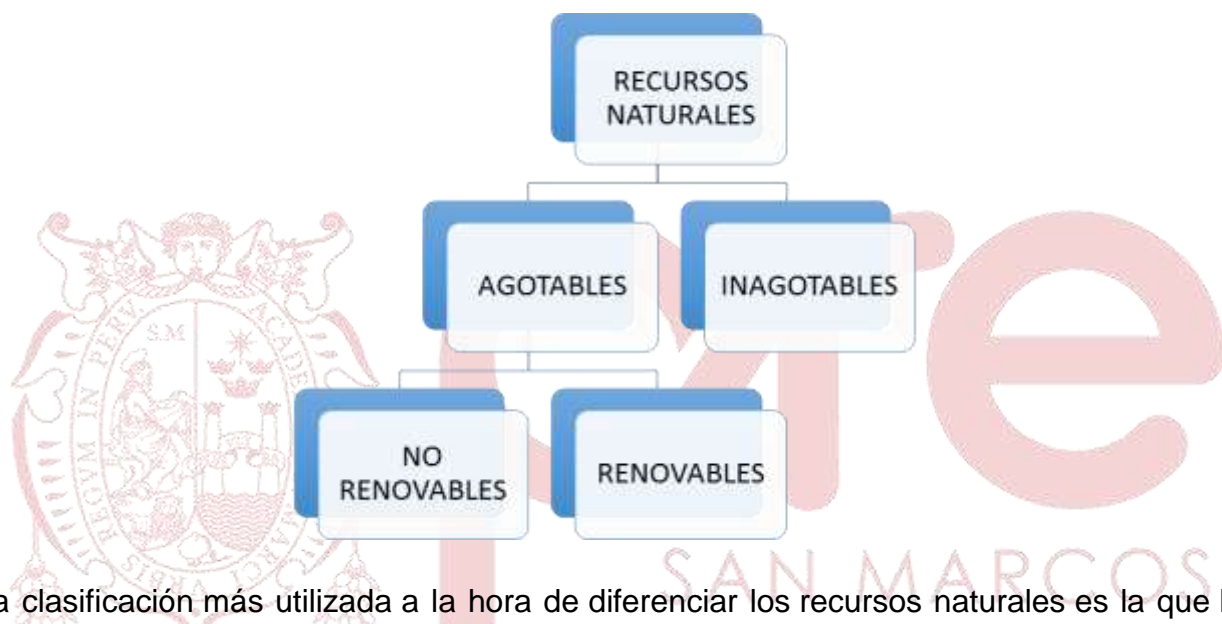 RECURSOS
NATURALES
AGOTABLES
INAGOTABLES
NO
RENOVABLES
RENOVABLES
S.M
SAN MARCOS
a clasificación más utilizada a la hora de diferenciar los recursos naturales es la que